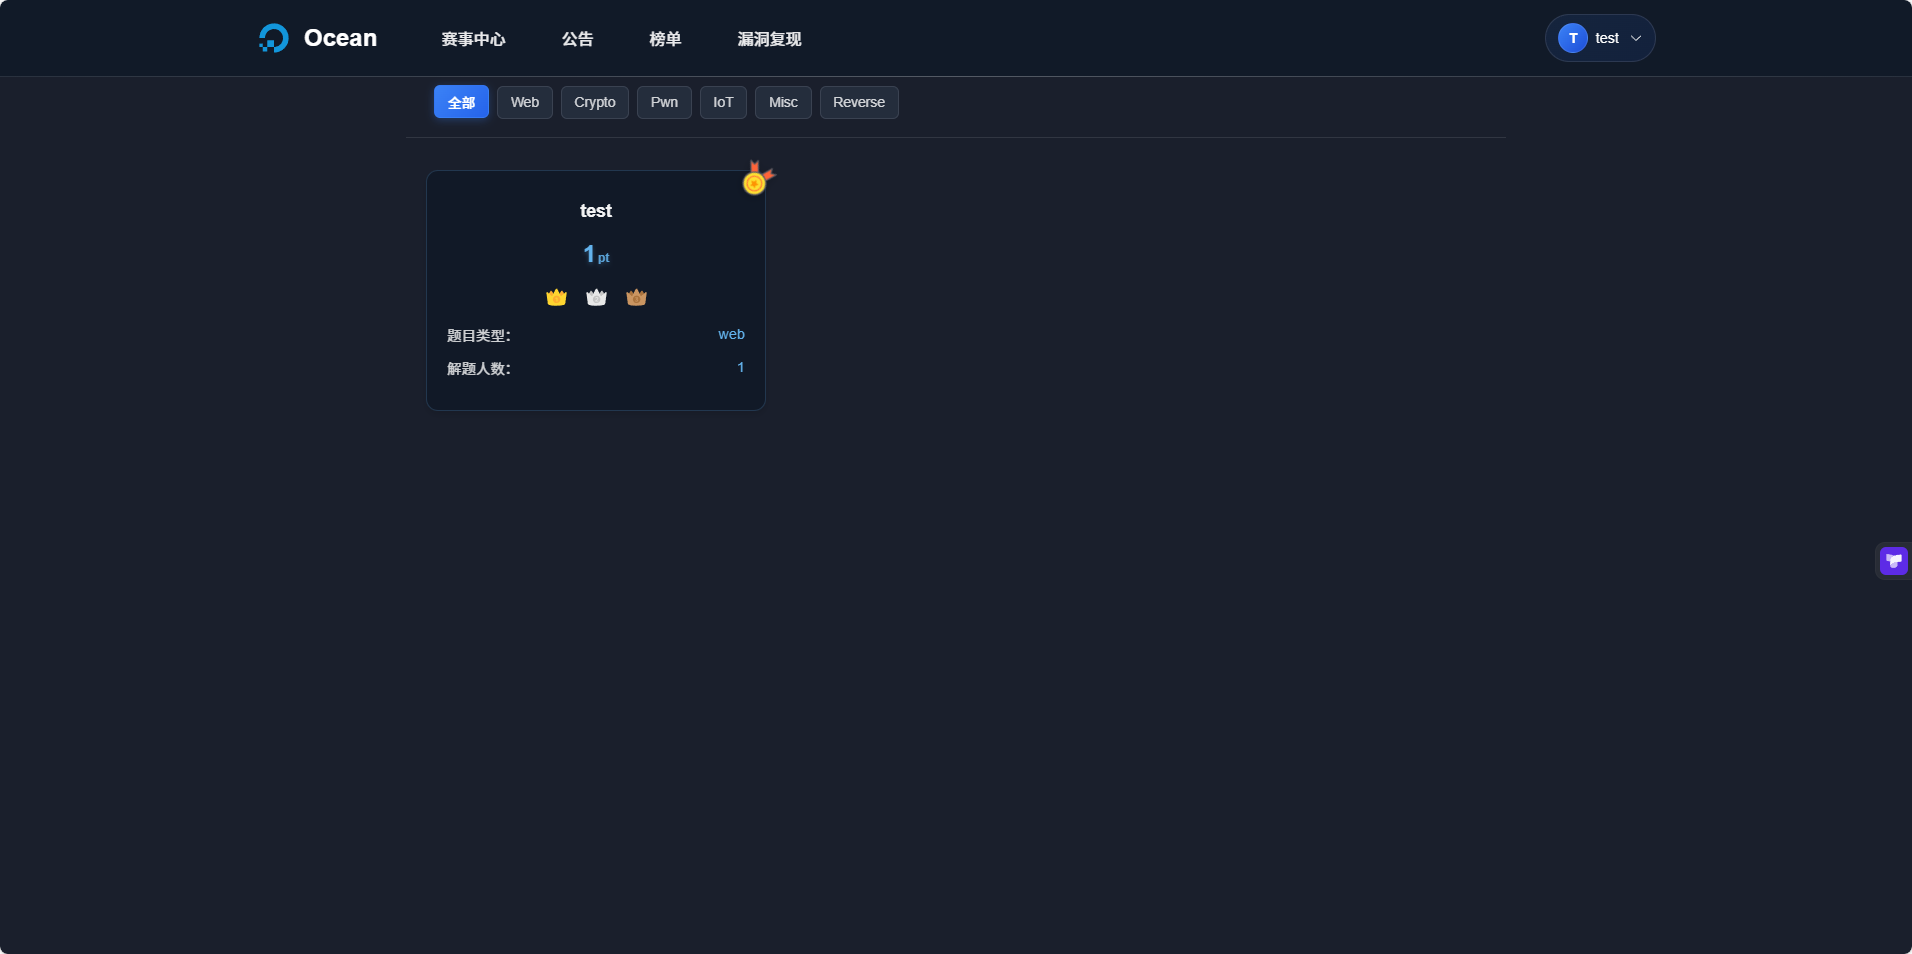 Ocean 赛事中心 公告 榜单 漏洞复现 T test
全部 Web Crypto Pwn IoT Misc Reverse
test
1 pt
题目类型： web
解题人数： 1